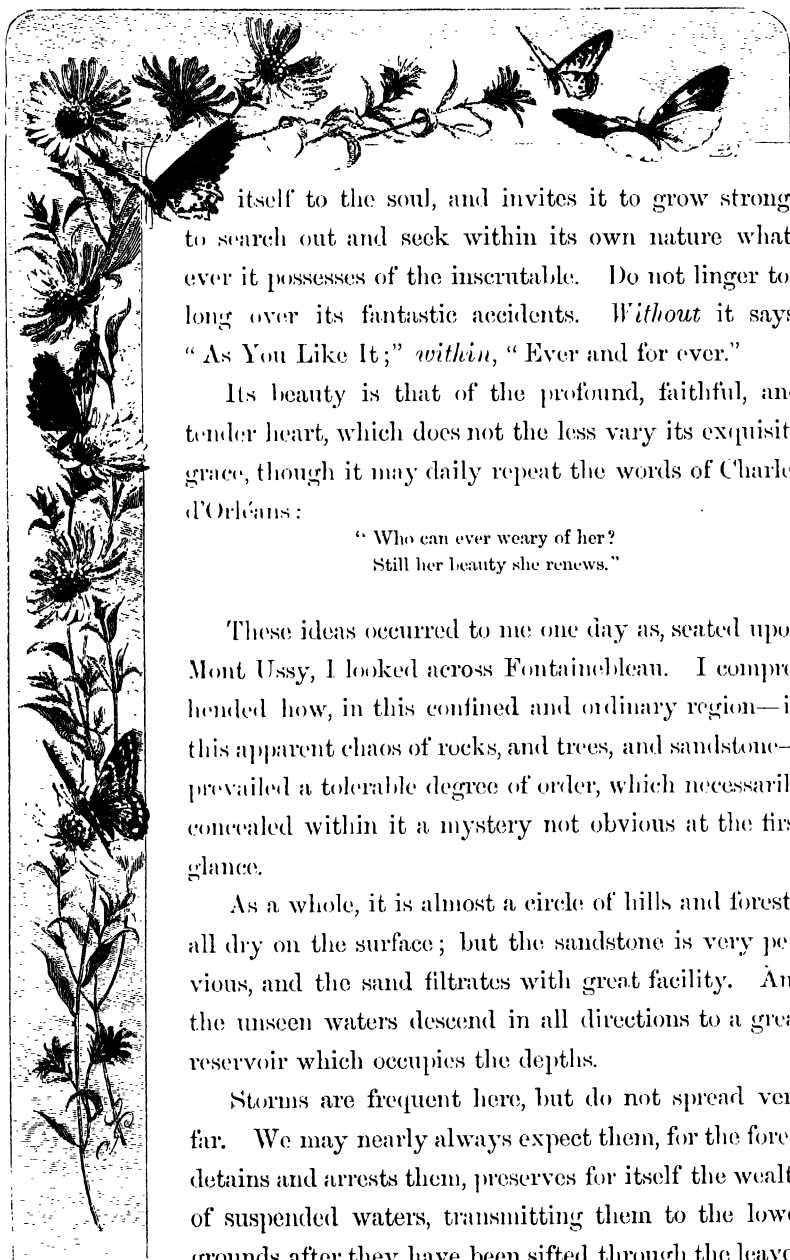 itself to the soul, and invites it to grow strong
to search out and seek within its own nature what
ever it possesses of the inscrutable. Do not linger to
long over its fantastic accidents. Without it says
“ As You Like It ;” within, “ Ever and for ever.”
Its beauty is that of the profound, faithful, an
tender heart, which does not the less vary its exquisit
grace, though it may daily repeat the words of Charle
d’Orléans :
“ Who can ever weary of her ?
Still her beauty she renews.”
These ideas occurred to me one day as, seated upo
Mont Ussy, I looked across Fontainebleau. I compre
hended how, in this confined and ordinary region—i
this apparent chaos of rocks, and trees, and sandstone—
prevailed a tolerable degree of order, which necessaril
concealed within it a mystery not obvious at the firs
glance.
As a whole, it is almost a circle of hills and forest
all dry on the surface ; but the sandstone is very pe
vious, and the sand filtrates with great facility. An
the unseen waters descend in all directions to a grea
reservoir which occupies the depths.
Storms are frequent here, but do not spread ver
far. We may nearly always expect them, for the fore
detains and arrests them, preserves for itself the wealt
of suspended waters, transmitting them to the lowe
grounds after they have been sifted through the leave